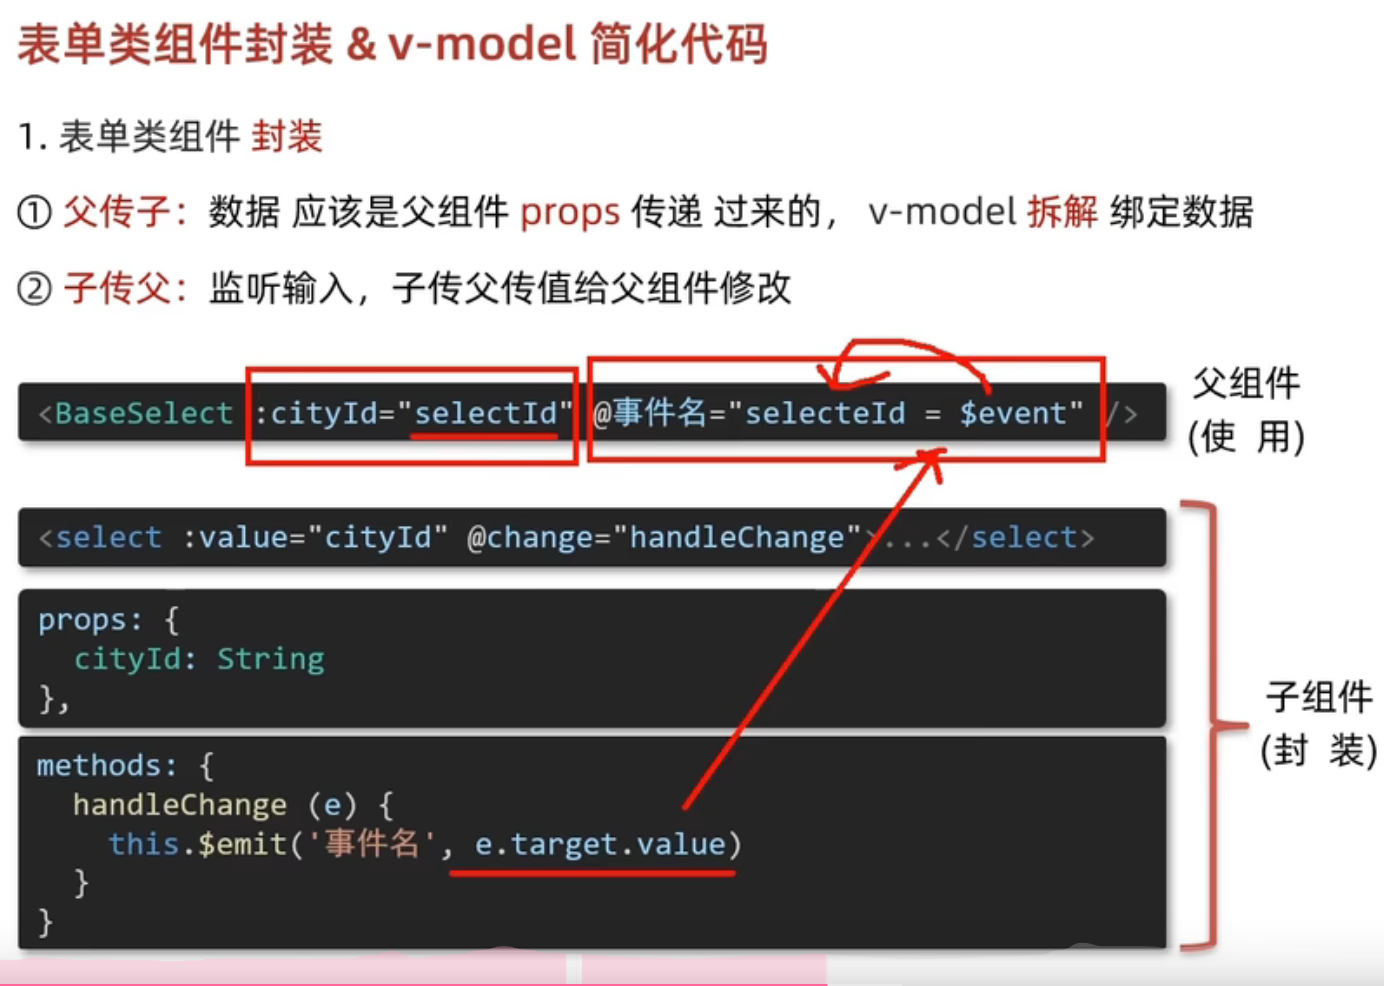 表单类组件封装 & v-model 简化代码
1. 表单类组件 封装
① 父传子：数据 应该是父组件 props 传递 过来的， v-model 拆解 绑定数据
② 子传父：监听输入，子传父传值给父组件修改
<BaseSelect :cityId="selectId" @事件名="selecteId = $event" />
父组件
(使 用)
<select :value="cityId" @change="handleChange">...</select>
props: {
cityId: String
},
methods: {
handleChange (e) {
this.$emit('事件名', e.target.value)
}
}
子组件
(封 装)